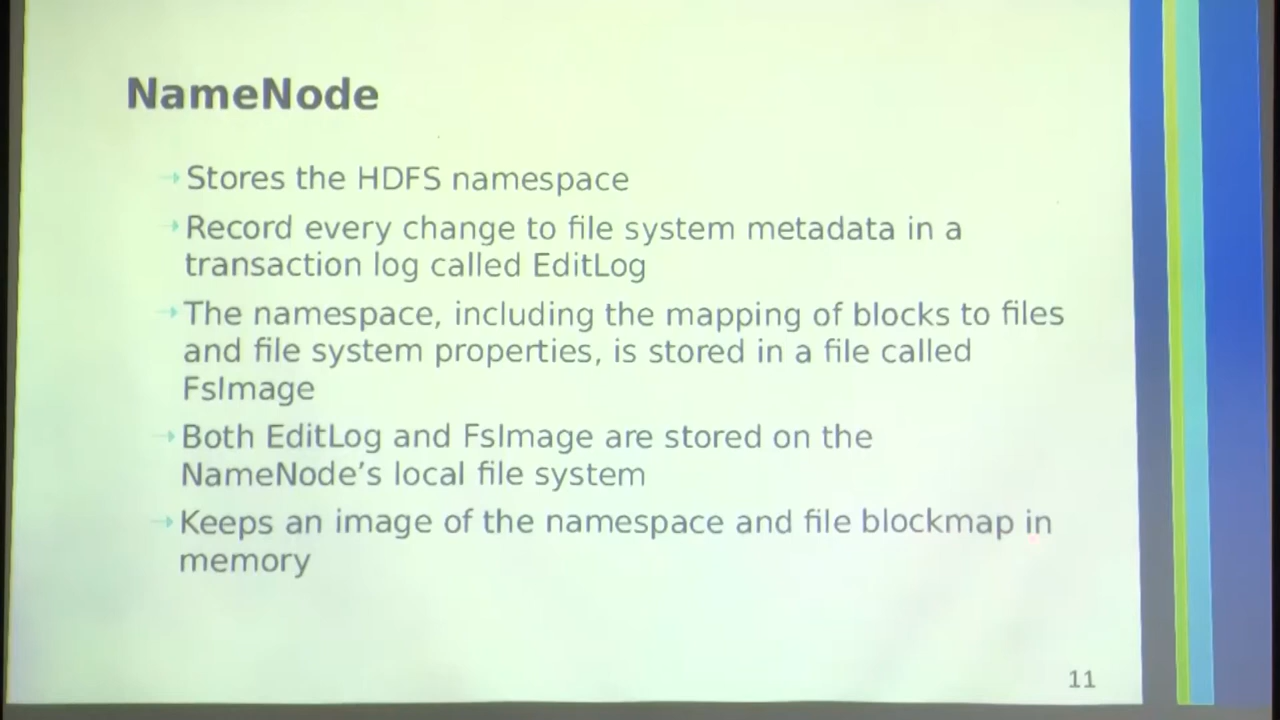 NameNode
Stores the HDFS namespace
Record every change to file system metadata in a
transaction log called EditLog
The namespace, including the mapping of blocks to files
and file system properties, is stored in a file called
FsImage
Both EditLog and FsImage are stored on the
NameNode’s local file system
Keeps an image of the namespace and file blockmap in
memory
11